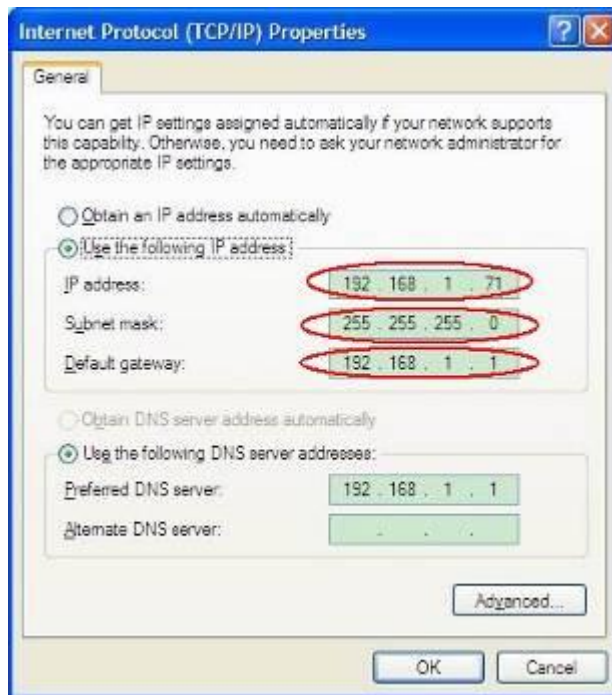 Internet Protocol (TCP/IP) Properties
General
You can get IP settings assigned automatically if your network supports
this capability. Otherwise, you need to ask your network administrator for
the appropriate IP settings.
Obtain an IP address automatically
Use the following IP address:
IP address: 192 . 168 . 1 . 71
Subnet mask: 255 . 255 . 255 . 0
Default gateway: 192 . 168 . 1 . 1
Obtain DNS server address automatically
Use the following DNS server addresses:
Preferred DNS server: 192 . 168 . 1 . 1
Alternate DNS server: . . .
Advanced...
OK Cancel